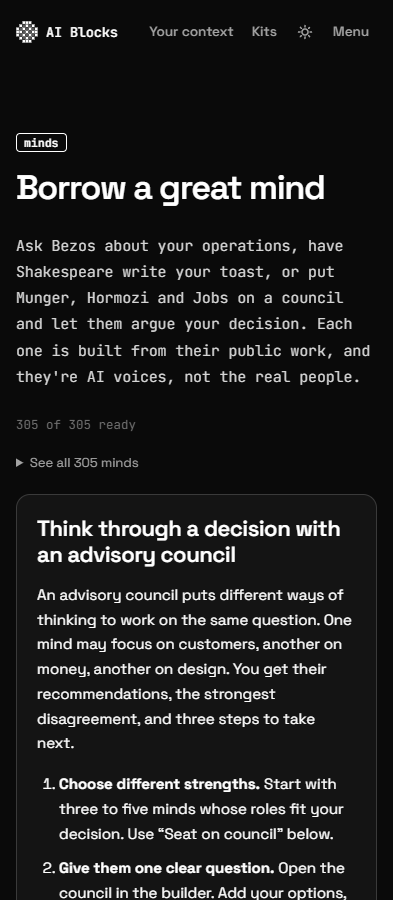 AI Blocks Your context Kits Menu
minds
Borrow a great mind
Ask Bezos about your operations, have
Shakespeare write your toast, or put
Munger, Hormozi and Jobs on a council
and let them argue your decision. Each
one is built from their public work, and
they're AI voices, not the real people.
305 of 305 ready
See all 305 minds
Think through a decision with
an advisory council
An advisory council puts different ways of
thinking to work on the same question. One
mind may focus on customers, another on
money, another on design. You get their
recommendations, the strongest
disagreement, and three steps to take
next.
1. Choose different strengths. Start with
three to five minds whose roles fit your
decision. Use “Seat on council” below.
2. Give them one clear question. Open the
council in the builder. Add your options,